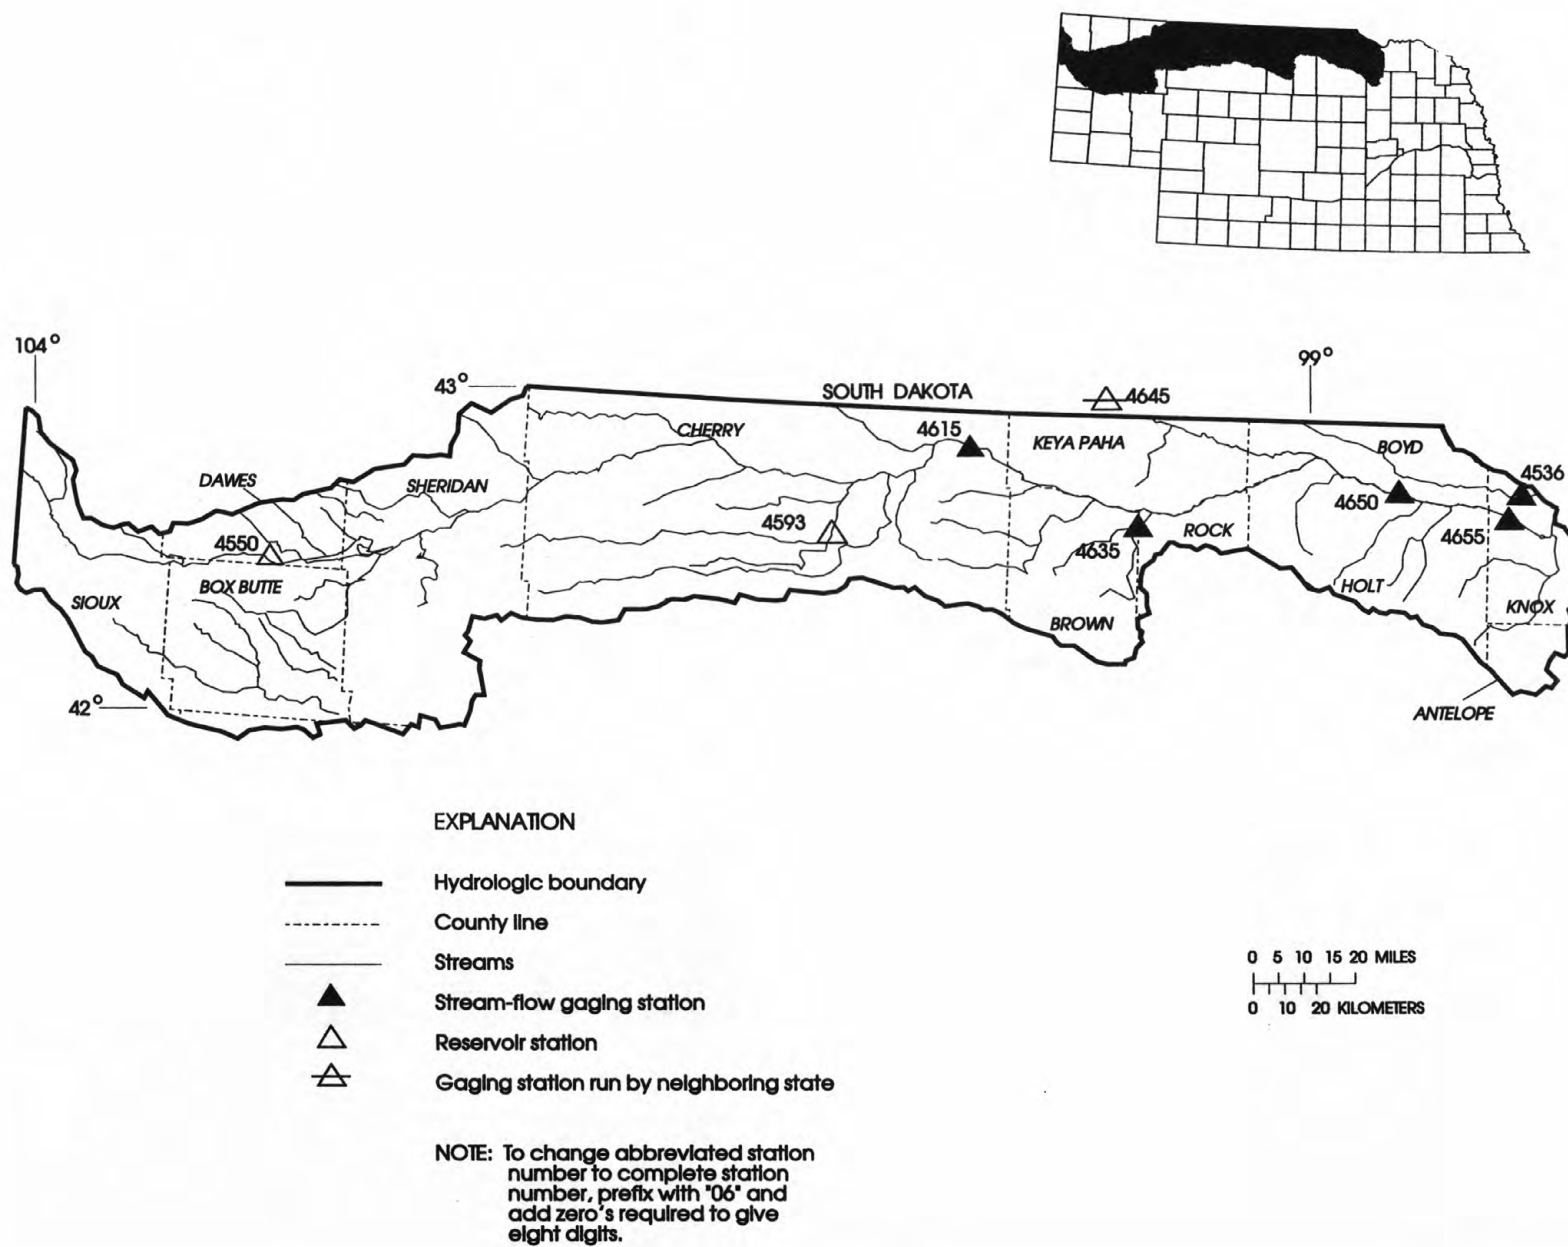 104°
43°
SOUTH DAKOTA
4645
99°
4615
CHERRY
KEYA PAHA
BOYD
4536
DAWES
SHERIDAN
4650
4593
4550
4635
ROCK
4655
BOX BUTTE
HOLT
SIOUX
KNOX
BROWN
42°
ANTELOPE
EXPLANATION
Hydrologic boundary
County line
Streams
Stream-flow gaging station
Reservoir station
Gaging station run by neighboring state
0 5 10 15 20 MILES
0 10 20 KILOMETERS
NOTE: To change abbreviated station
number to complete station
number, prefix with "06" and
add zero's required to give
eight digits.